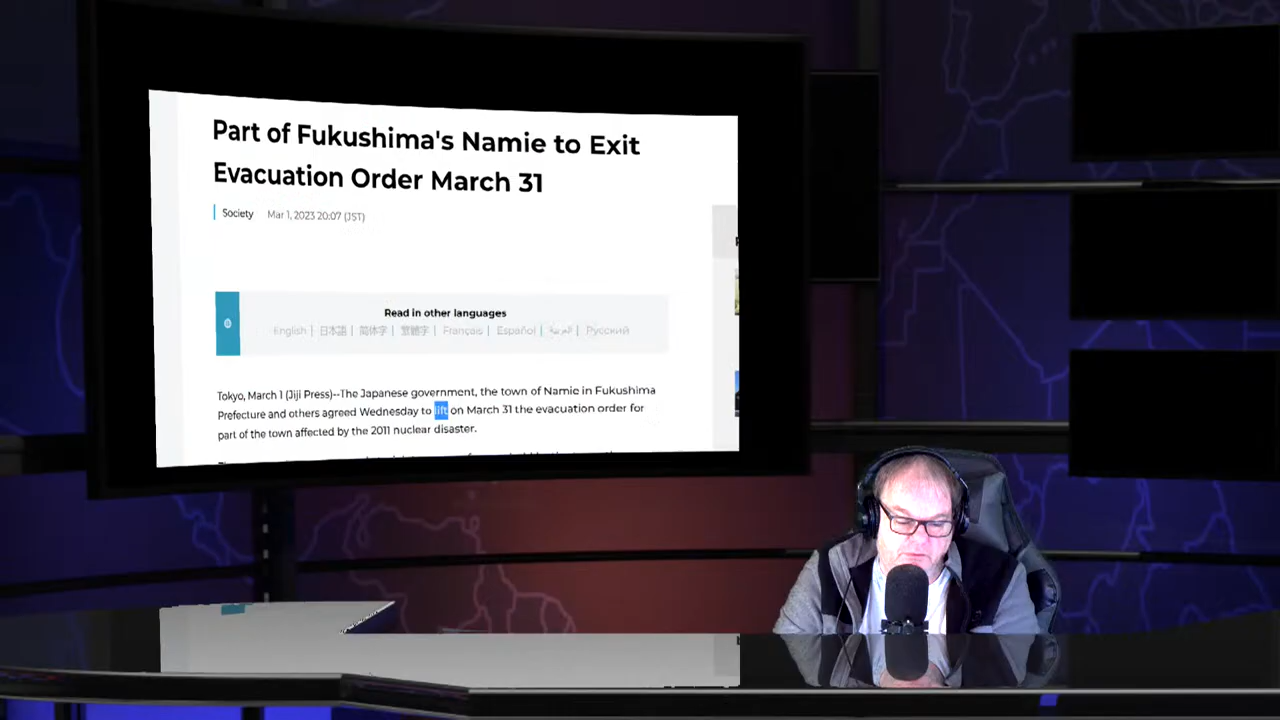 Part of Fukushima's Namie to Exit
Evacuation Order March 31
Society Mar 1, 2023 20:07 (JST)
Read in other languages
English | 日本語 | 简体字 | 繁體字 | Français | Español | العربية | Русский
Tokyo, March 1 (Jiji Press)--The Japanese government, the town of Namie in Fukushima
Prefecture and others agreed Wednesday to lift on March 31 the evacuation order for
part of the town affected by the 2011 nuclear disaster.